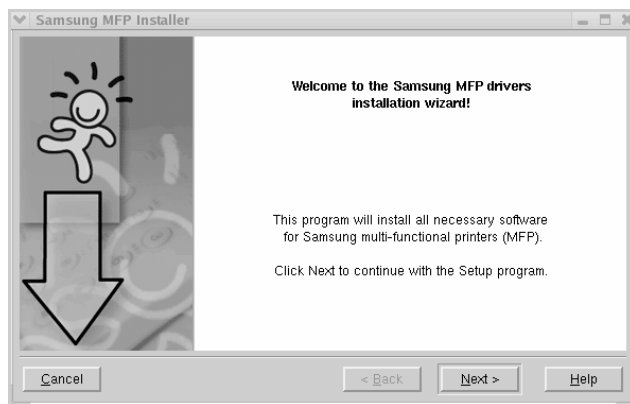 Samsung MFP Installer
Welcome to the Samsung MFP drivers
installation wizard!
This program will install all necessary software
for Samsung multi-functional printers (MFP).
Click Next to continue with the Setup program.
Cancel
< Back
Next >
Help